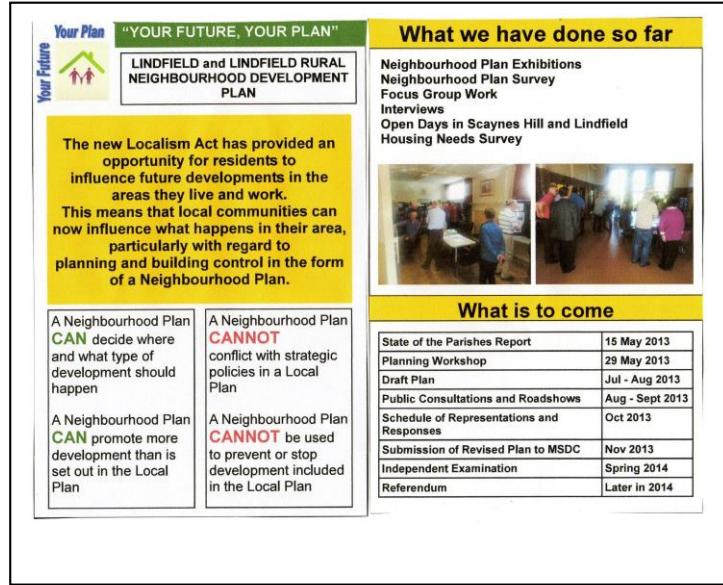 Your Plan
Your Future
"YOUR FUTURE, YOUR PLAN"
LINDFIELD and LINDFIELD RURAL
NEIGHBOURHOOD DEVELOPMENT
PLAN
The new Localism Act has provided an
opportunity for residents to
influence future developments in the
areas they live and work.
This means that local communities can
now influence what happens in their area,
particularly with regard to
planning and building control in the form
of a Neighbourhood Plan.
A Neighbourhood Plan
CAN decide where
and what type of
development should
happen
A Neighbourhood Plan
CAN promote more
development than is
set out in the Local
Plan
A Neighbourhood Plan
CANNOT
conflict with strategic
policies in a Local
Plan
A Neighbourhood Plan
CANNOT be used
to prevent or stop
development included
in the Local Plan
What we have done so far
Neighbourhood Plan Exhibitions
Neighbourhood Plan Survey
Focus Group Work
Interviews
Open Days in Scaynes Hill and Lindfield
Housing Needs Survey
What is to come
State of the Parishes Report 15 May 2013
Planning Workshop 29 May 2013
Draft Plan Jul - Aug 2013
Public Consultations and Roadshows Aug - Sept 2013
Schedule of Representations and Oct 2013
Responses
Submission of Revised Plan to MSDC Nov 2013
Independent Examination Spring 2014
Referendum Later in 2014